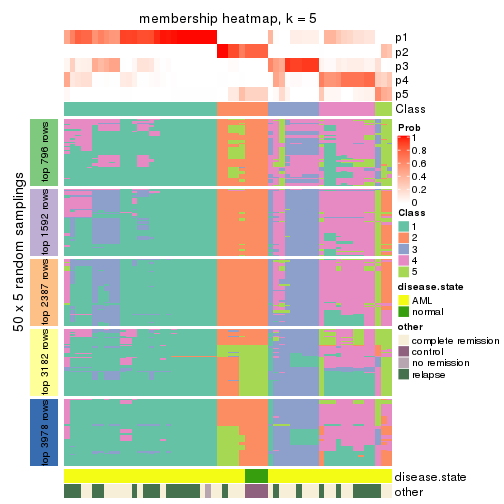 membership heatmap, k = 5
p1
p2
p3
p4
p5
Class
50 x 5 random samplings
top 796 rows
top 1592 rows
top 2387 rows
top 3182 rows
top 3978 rows
Prob
1
0.8
0.6
0.4
0.2
0
Class
1
2
3
4
5
disease.state
AML
normal
other
complete remission
control
no remission
relapse
disease.state
other